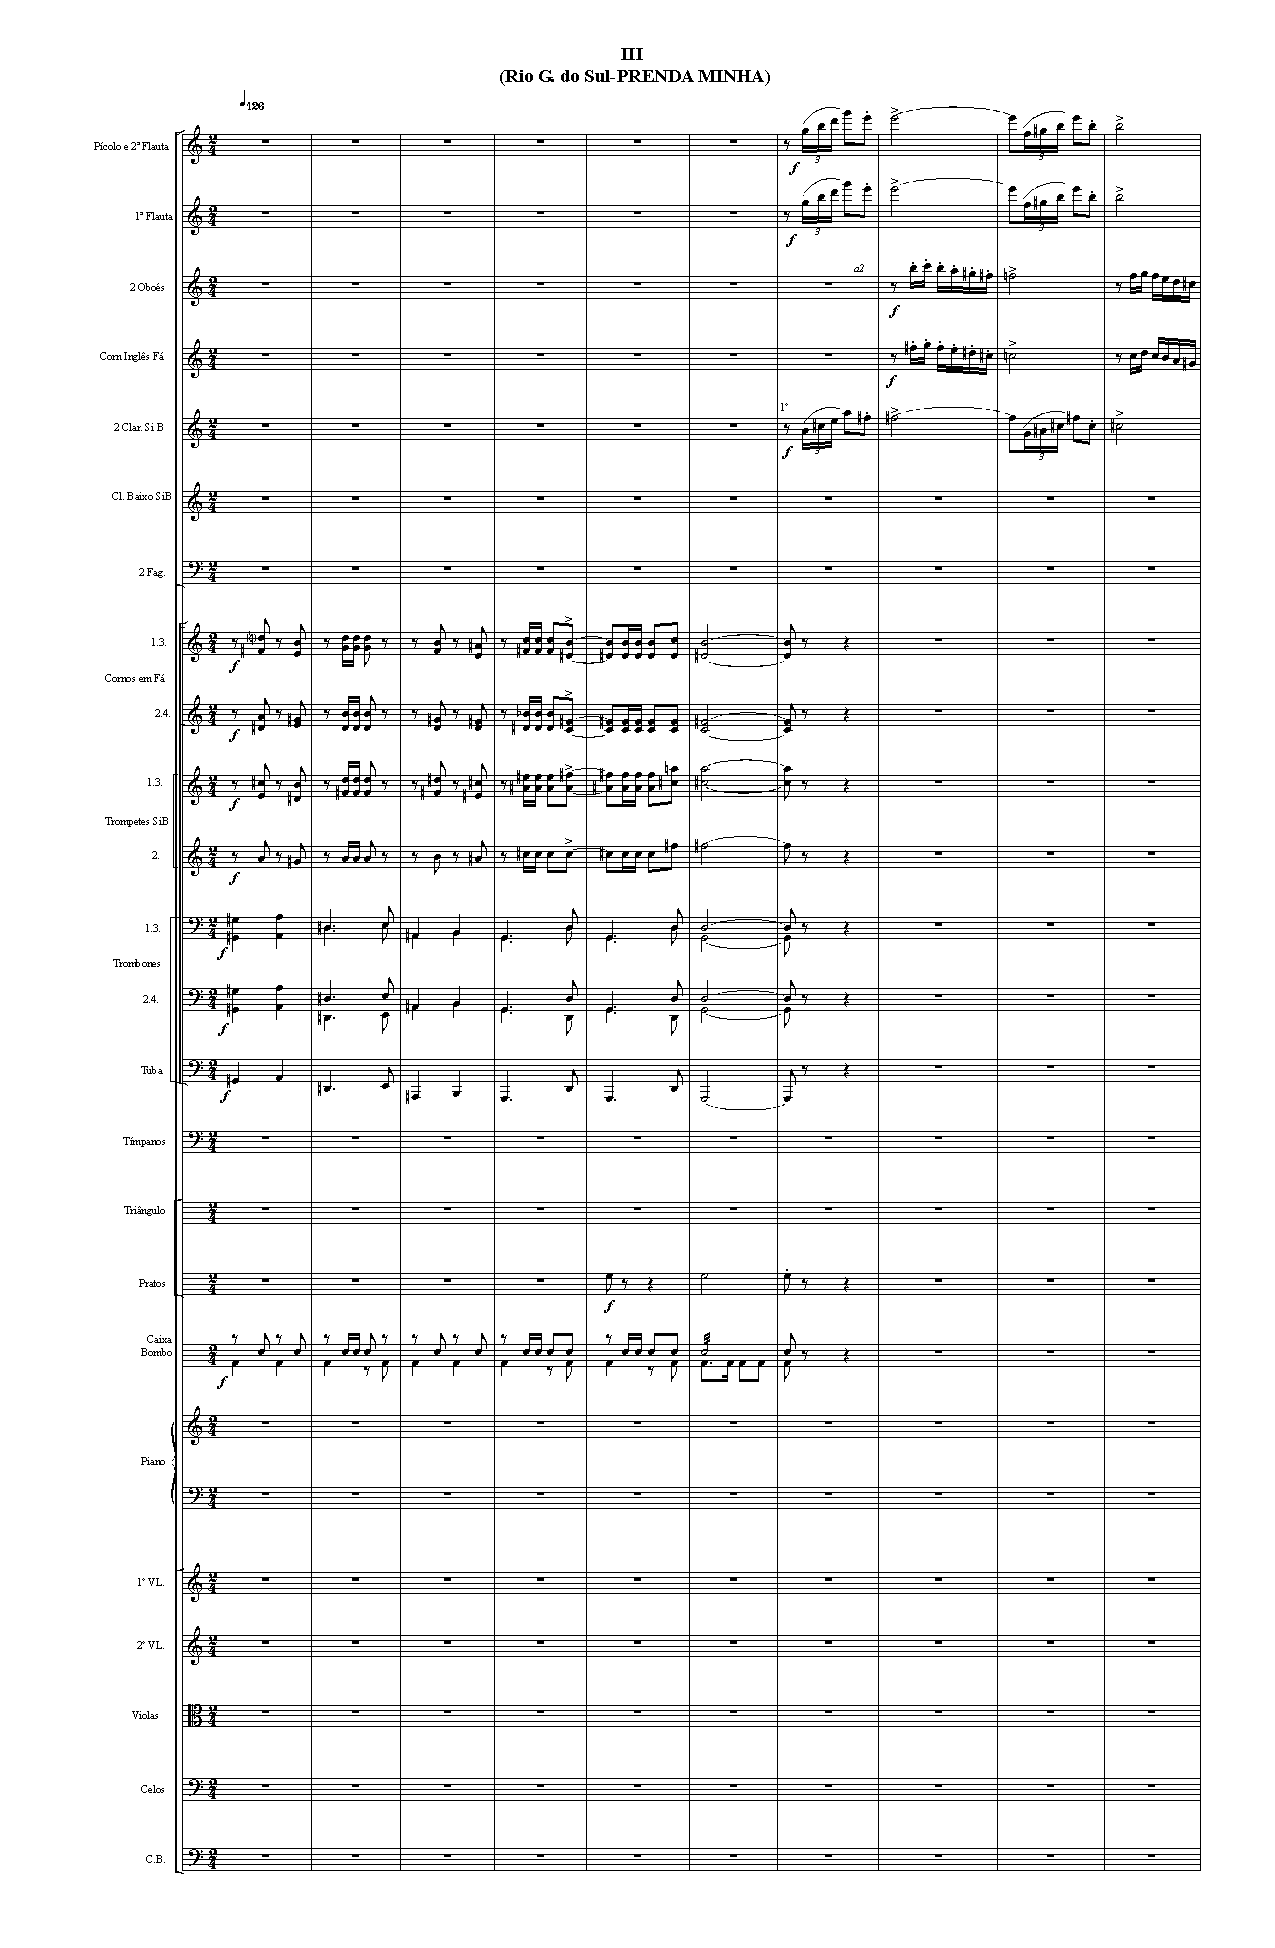 III
(Rio G. do Sul-PRENDA MINHA)
126
Pícolo e 2ª Flauta
f
3
3
1ª Flauta
f
3
3
2 Oboés
a2
f
Corn Inglês Fá
f
2 Clar. Si B
1º
f
3
3
Cl. Baixo SiB
2 Fag.
1.3.
f
Cornos em Fá
2.4.
f
1.3.
f
Trompetes SiB
2.
f
1.3.
f
Trombones
2.4.
f
Tuba
f
Tímpanos
Triângulo
Pratos
f
Caixa
Bombo
f
Piano
1º VL.
2º VL.
Violas
Celos
C.B.